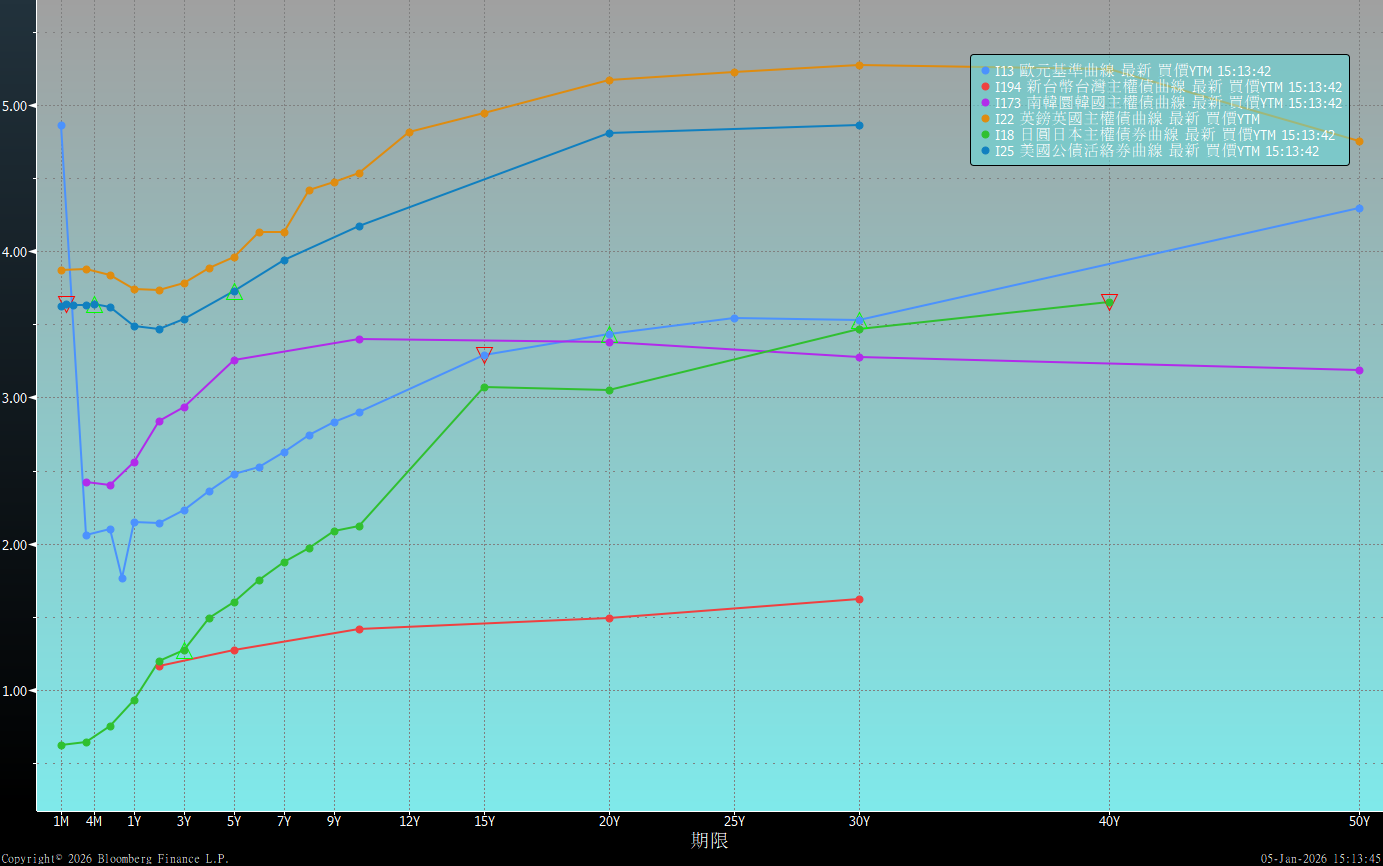 I13 歐元基準曲線 最新 買價YTM 15:13:42
I194 新台幣台灣主權債曲線 最新 買價YTM 15:13:42
I173 南韓圜韓國主權債曲線 最新 買價YTM 15:13:42
I22 英鎊英國主權債曲線 最新 買價YTM
I18 日圓日本主權債券曲線 最新 買價YTM 15:13:42
I25 美國公債活絡券曲線 最新 買價YTM 15:13:42
5.00
4.00
3.00
2.00
1.00
1M 4M 1Y 3Y 5Y 7Y 9Y 12Y 15Y 20Y 25Y 30Y 40Y 50Y
期限
Copyright© 2026 Bloomberg Finance L.P.
05-Jan-2026 15:13:45